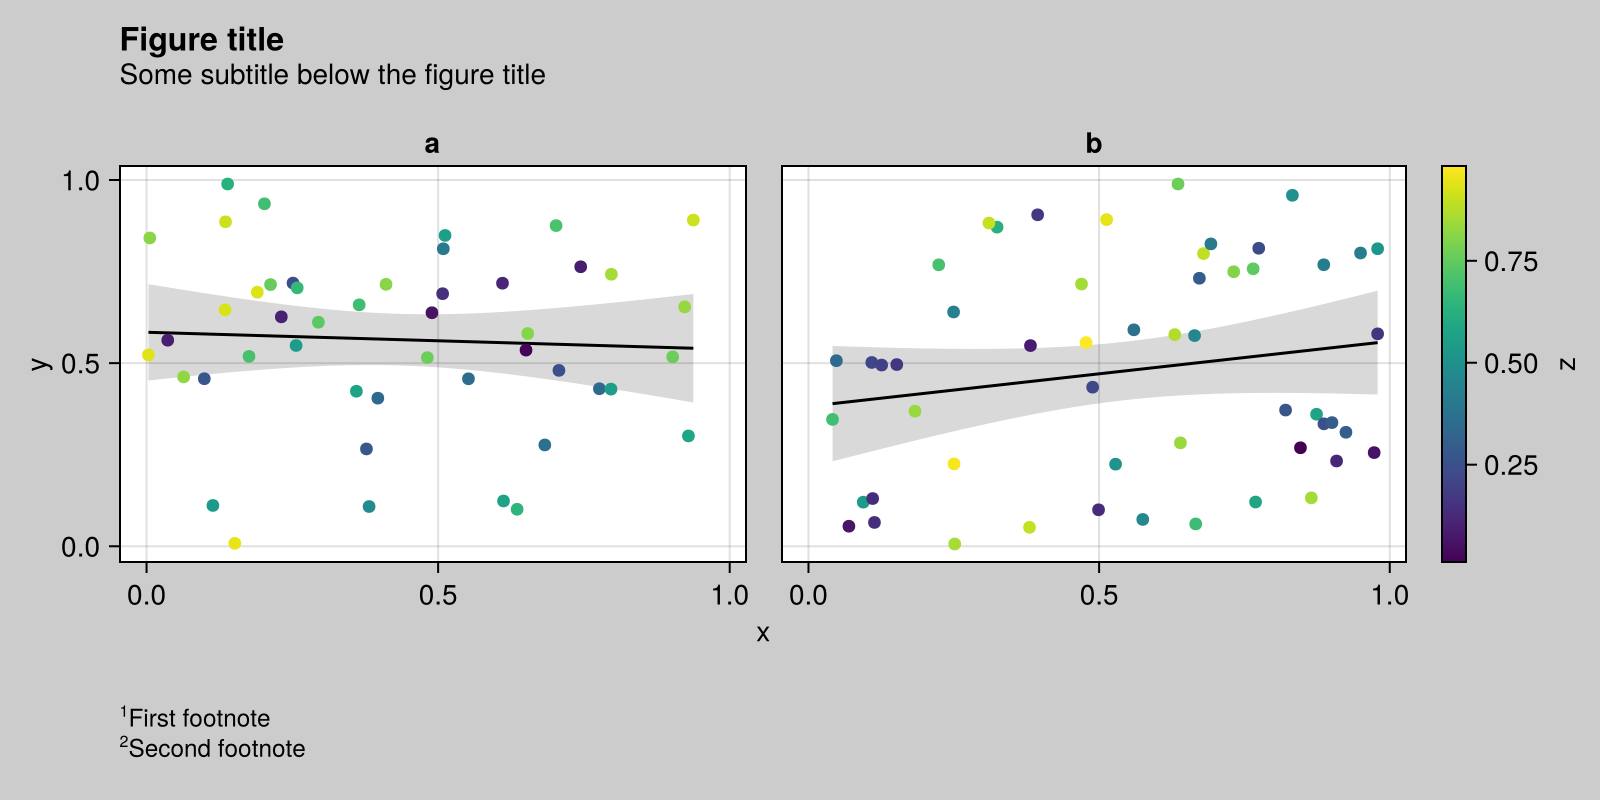 Figure title
Some subtitle below the figure title
a
b
1.0
0.5
0.0
y
0.0
0.5
1.0
0.0
0.5
1.0
x
0.75
0.50
0.25
z
¹First footnote
²Second footnote